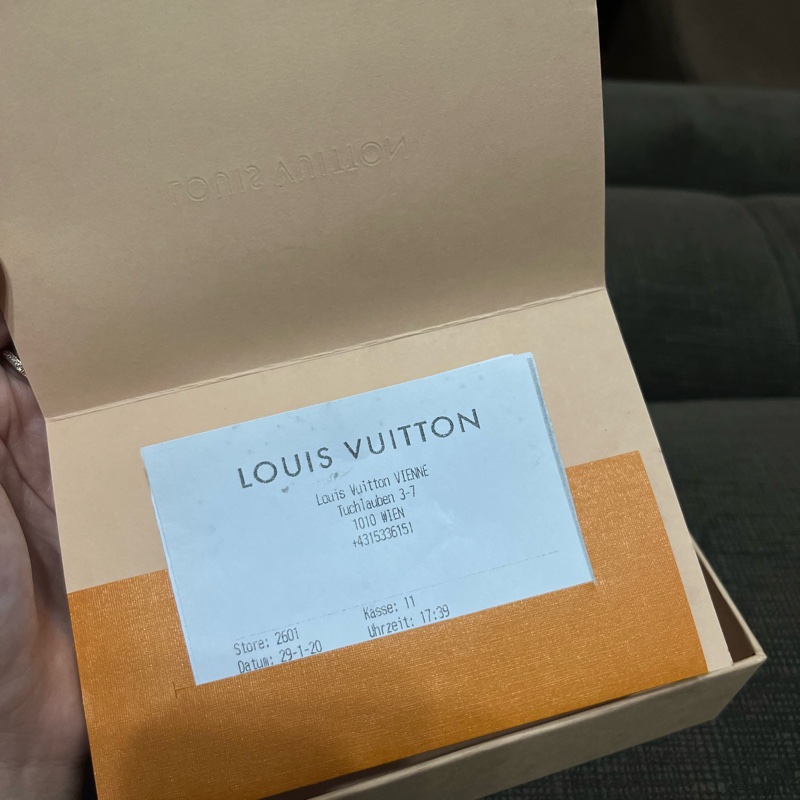 LOUIS VUITTON
LOUIS VUITTON
Louis Vuitton VIENNE
Tuchlauben 3-7
1010 WIEN
+4315336151
Store: 2601 Kasse: 11
Datum: 29-1-20 Uhrzeit: 17:39